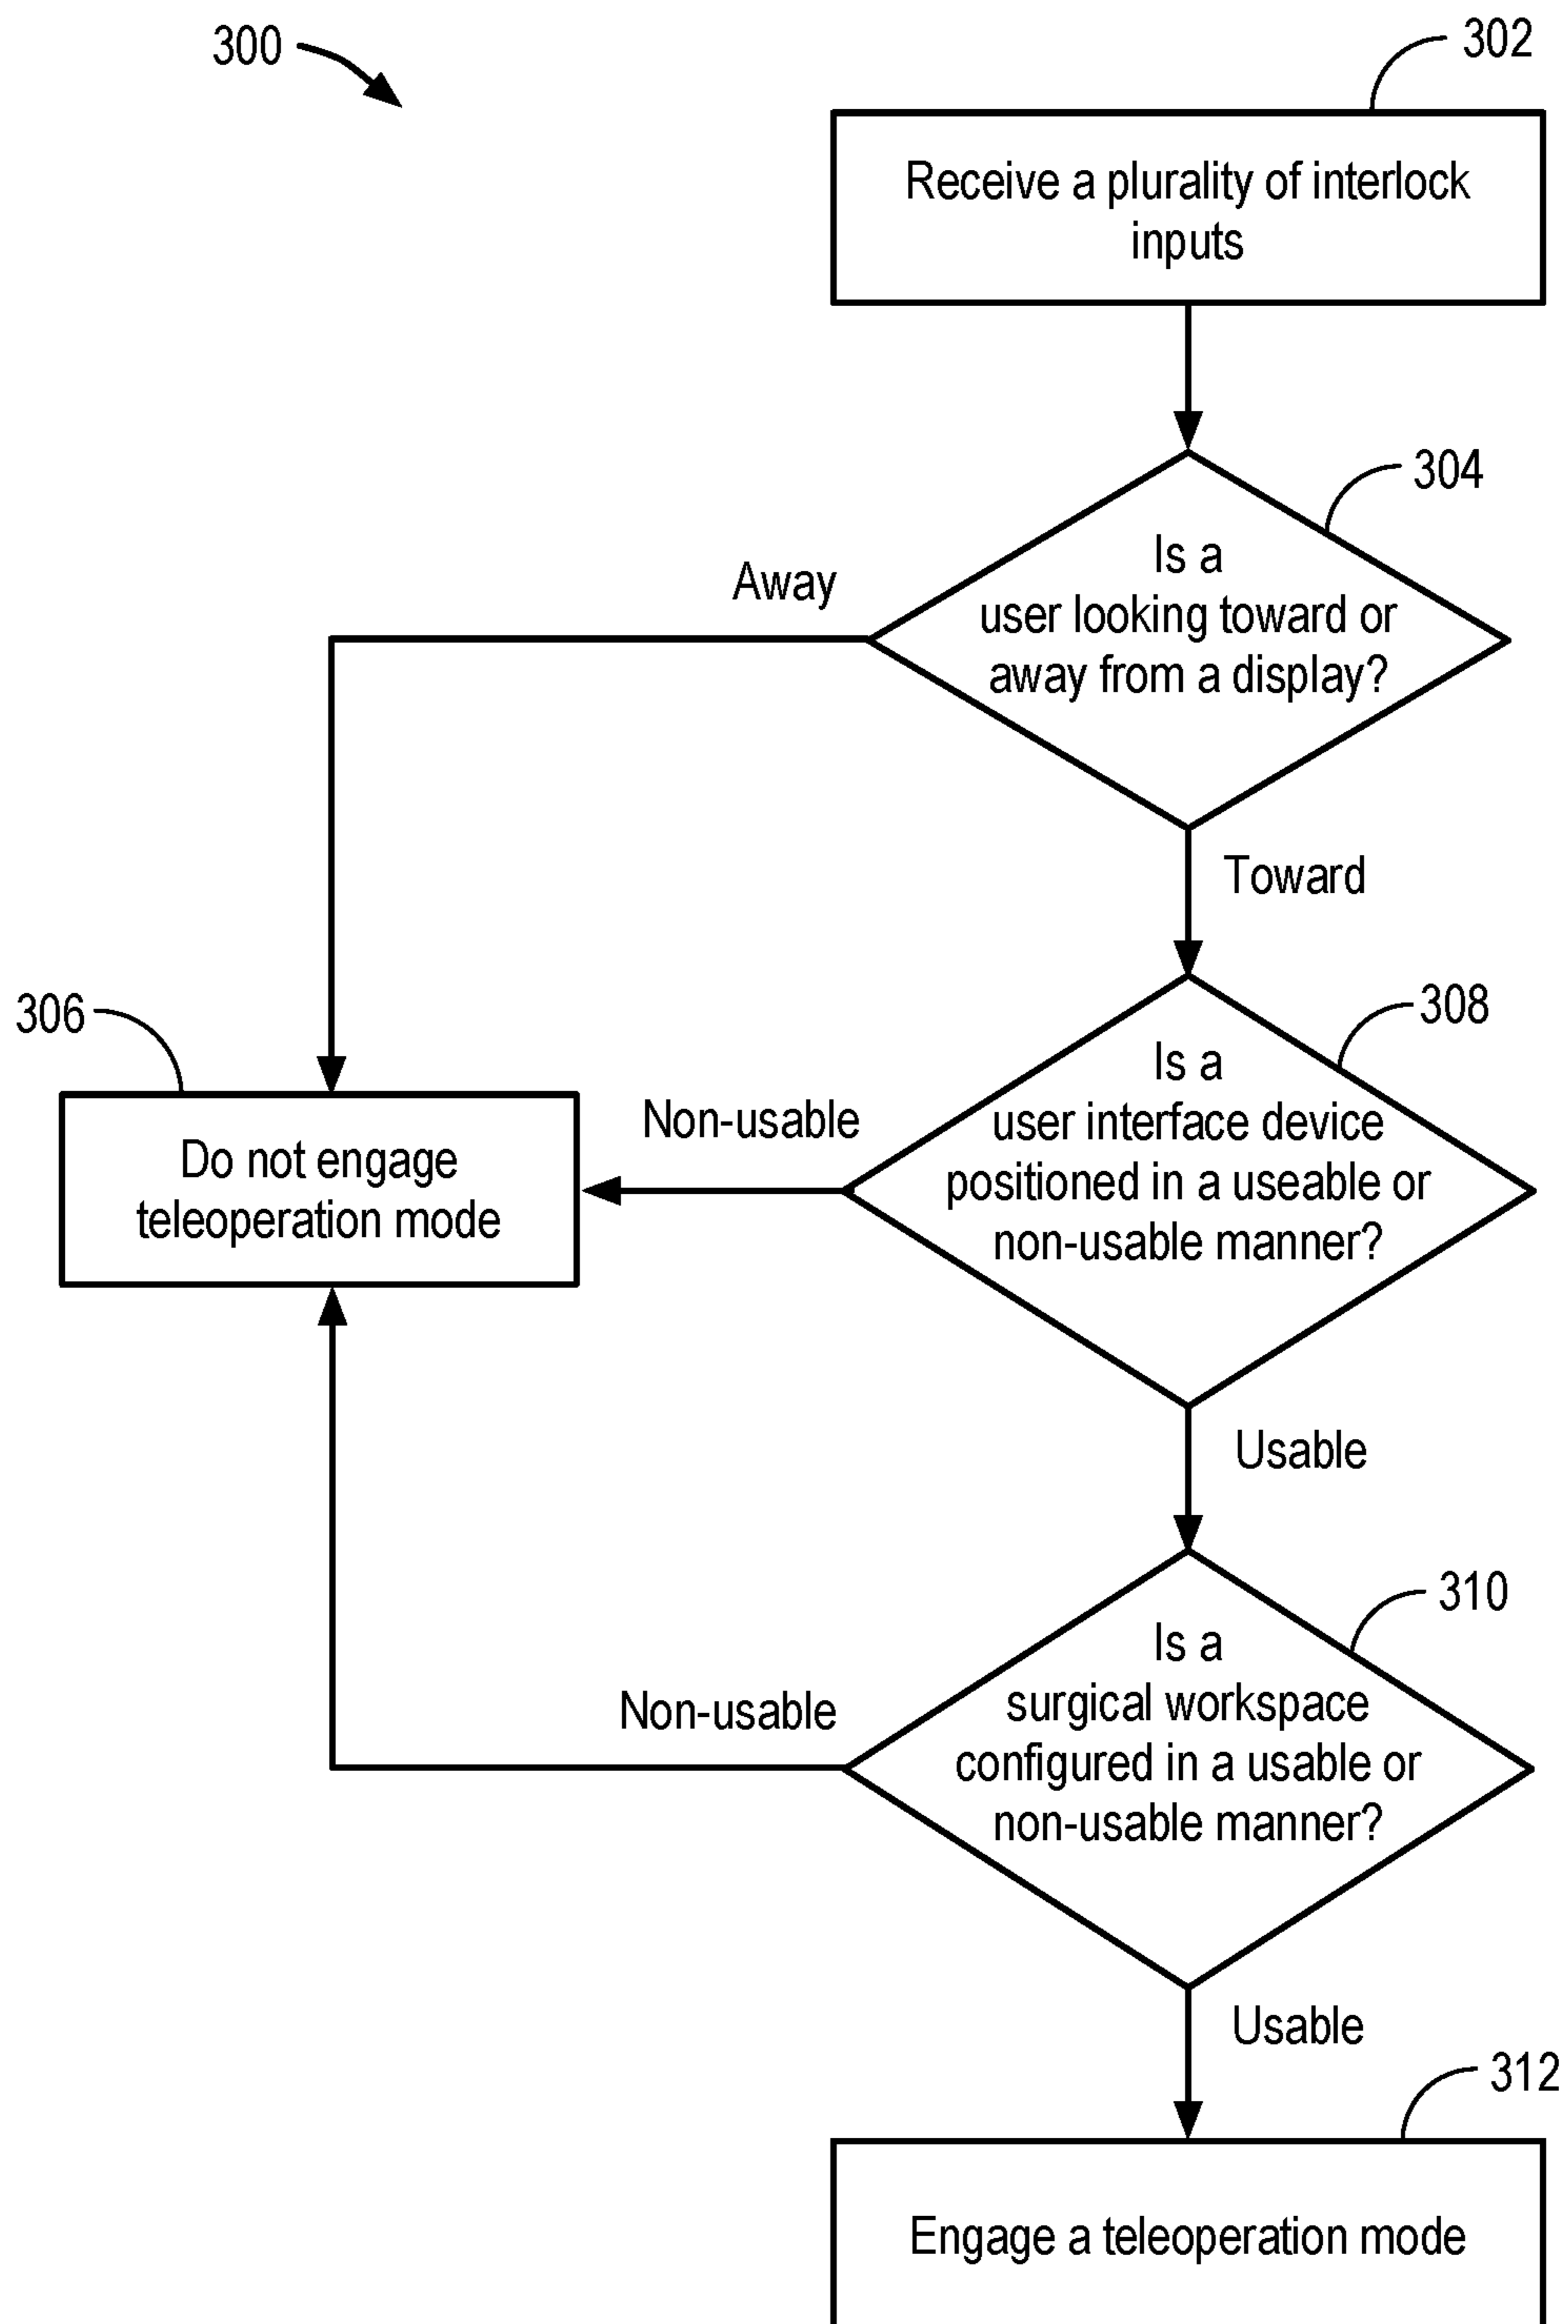 300
302
Receive a plurality of interlock
inputs
304
Is a
user looking toward or
away from a display?
Away
Toward
306
Do not engage
teleoperation mode
308
Is a
user interface device
positioned in a useable or
non-usable manner?
Non-usable
Usable
310
Is a
surgical workspace
configured in a usable or
non-usable manner?
Non-usable
Usable
312
Engage a teleoperation mode